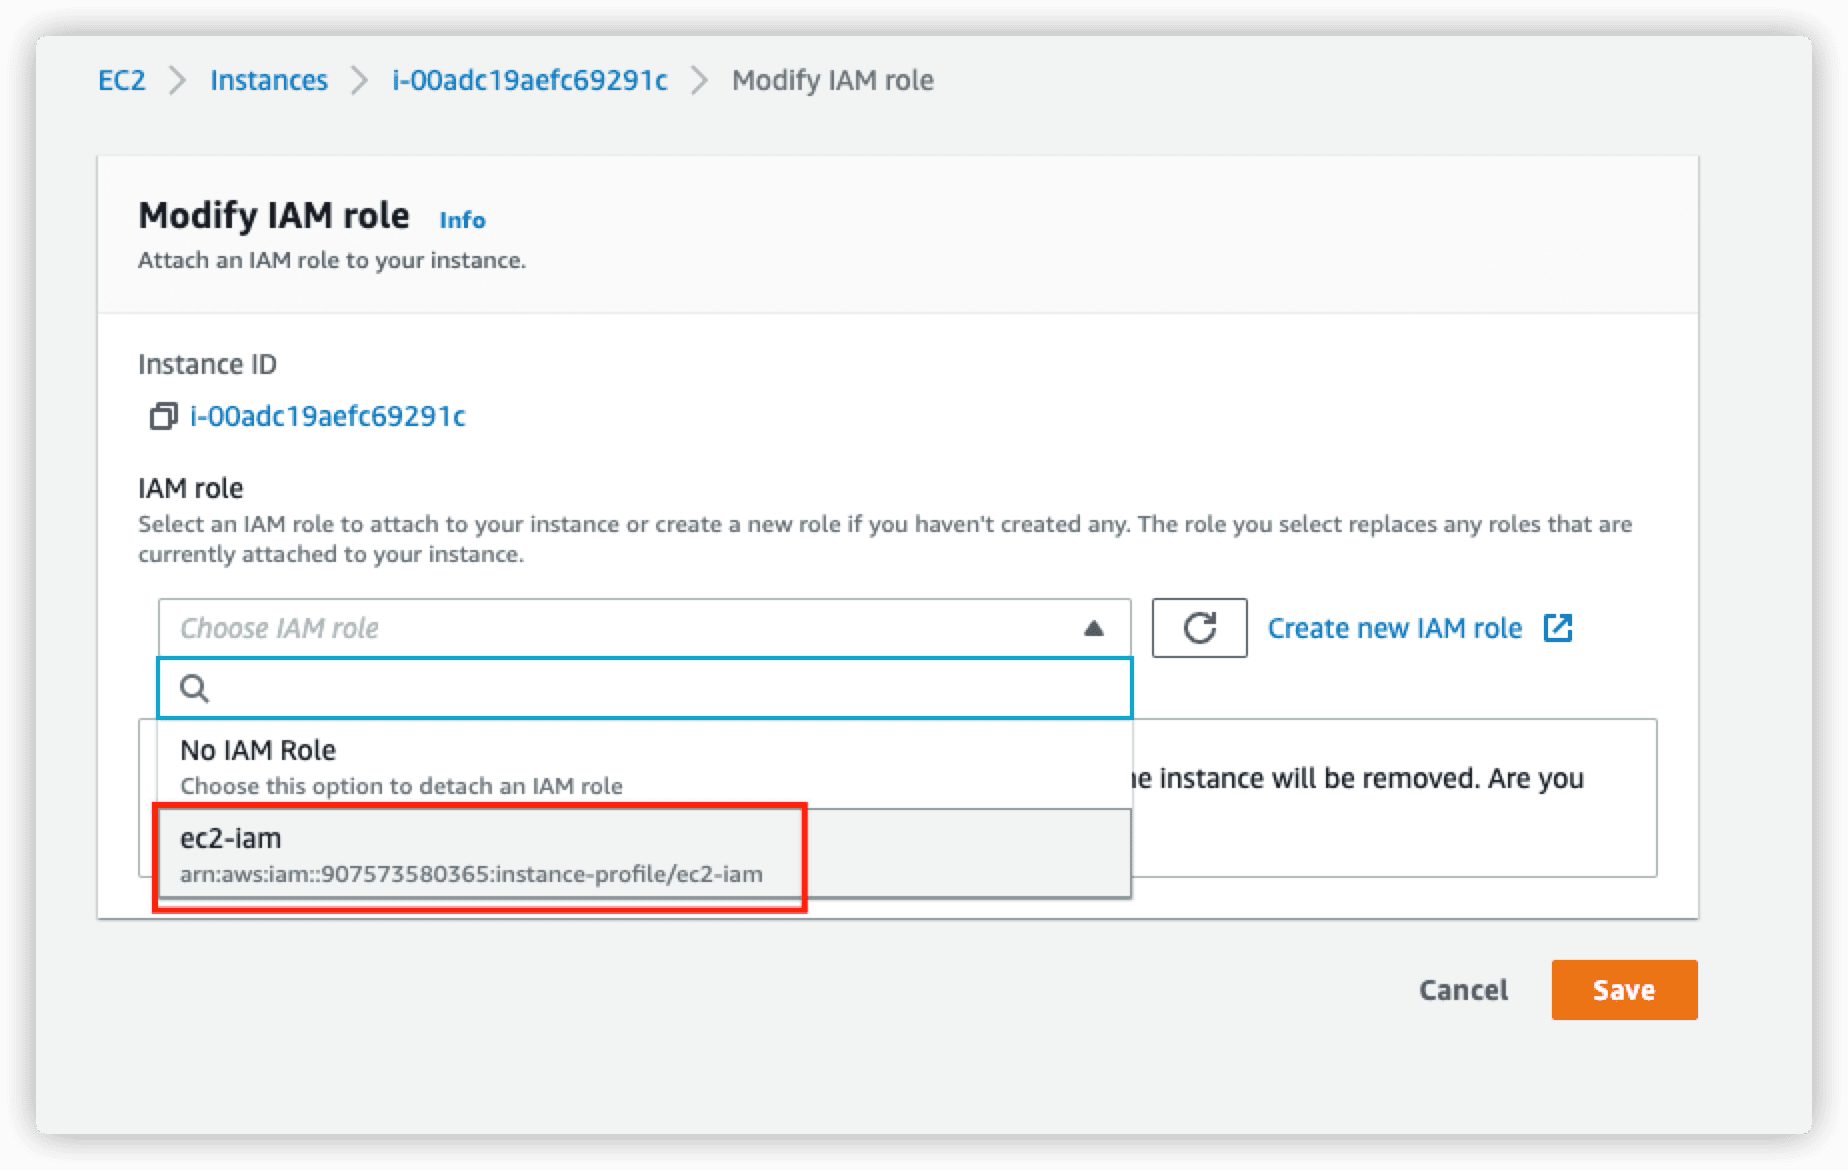 EC2 > Instances > i-00adc19aefc69291c > Modify IAM role
Modify IAM role Info
Attach an IAM role to your instance.
Instance ID
i-00adc19aefc69291c
IAM role
Select an IAM role to attach to your instance or create a new role if you haven't created any. The role you select replaces any roles that are
currently attached to your instance.
Choose IAM role
Create new IAM role
No IAM Role
Choose this option to detach an IAM role
instance will be removed. Are you
ec2-iam
arn:aws:iam::907573580365:instance-profile/ec2-iam
Cancel Save